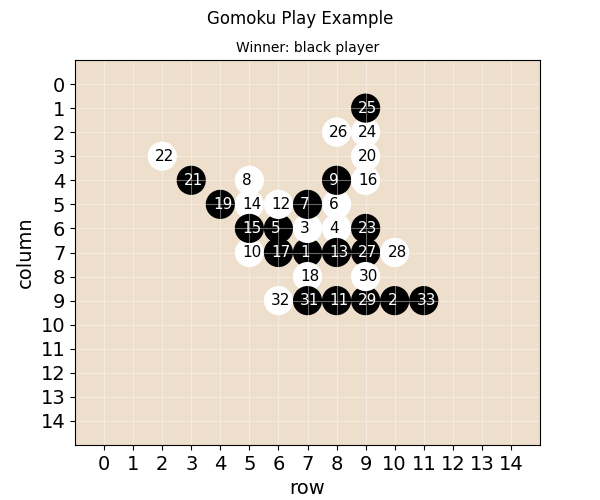 Gomoku Play Example
Winner: black player
0
1 25
2 26 24
3 22 20
4 21 8 9 16
5 19 14 12 7 6
6 15 5 3 4 23
7 10 17 1 13 27 28
8 18 30
9 32 31 11 29 2 33
10
11
12
13
14
column
0 1 2 3 4 5 6 7 8 9 10 11 12 13 14
row